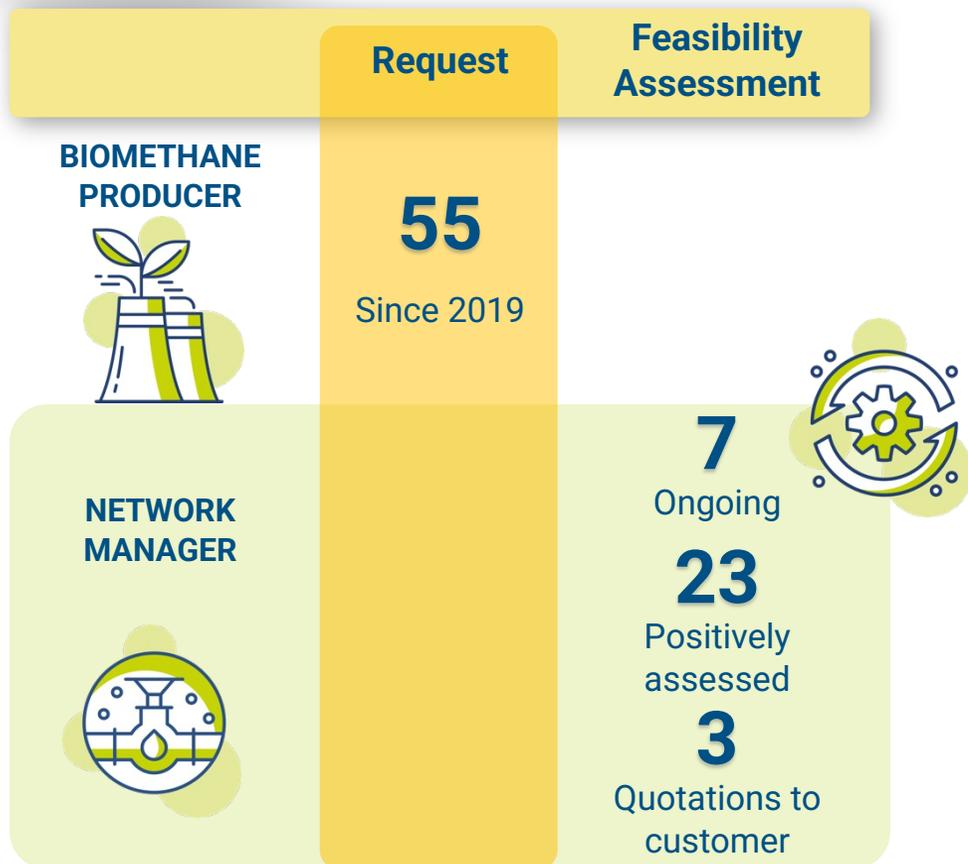 Request
Feasibility
Assessment
BIOMETHANE
PRODUCER
55
Since 2019
NETWORK
MANAGER
7
Ongoing
23
Positively
assessed
3
Quotations to
customer